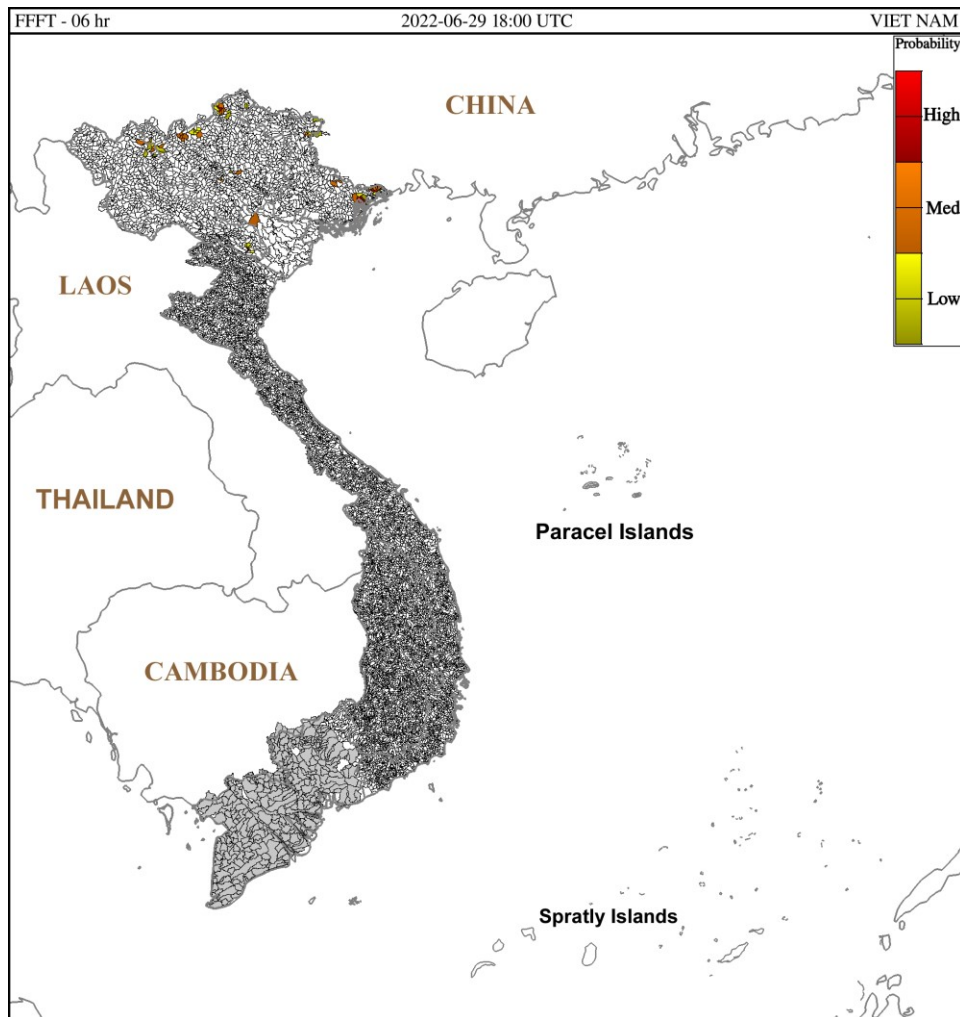 FFFT - 06 hr 2022-06-29 18:00 UTC VIET NAM
Probability
CHINA
High
Med
LAOS
Low
THAILAND
Paracel Islands
CAMBODIA
Spratly Islands